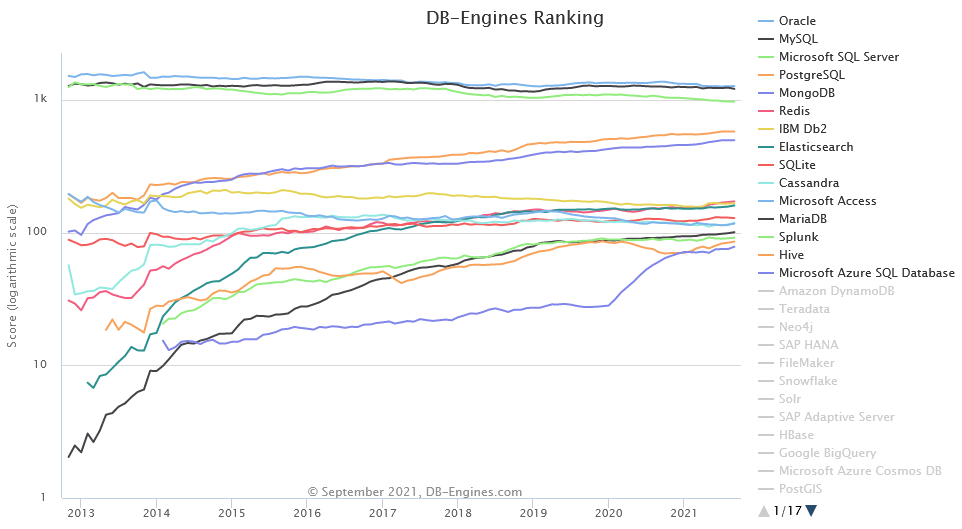 DB-Engines Ranking
Score (logarithmic scale)
1k
100
10
1
2013 2014 2015 2016 2017 2018 2019 2020 2021
© September 2021, DB-Engines.com
Oracle
MySQL
Microsoft SQL Server
PostgreSQL
MongoDB
Redis
IBM Db2
Elasticsearch
SQLite
Cassandra
Microsoft Access
MariaDB
Splunk
Hive
Microsoft Azure SQL Database
Amazon DynamoDB
Teradata
Neo4j
SAP HANA
FileMaker
Snowflake
Solr
SAP Adaptive Server
HBase
Google BigQuery
Microsoft Azure Cosmos DB
PostGIS
1/17